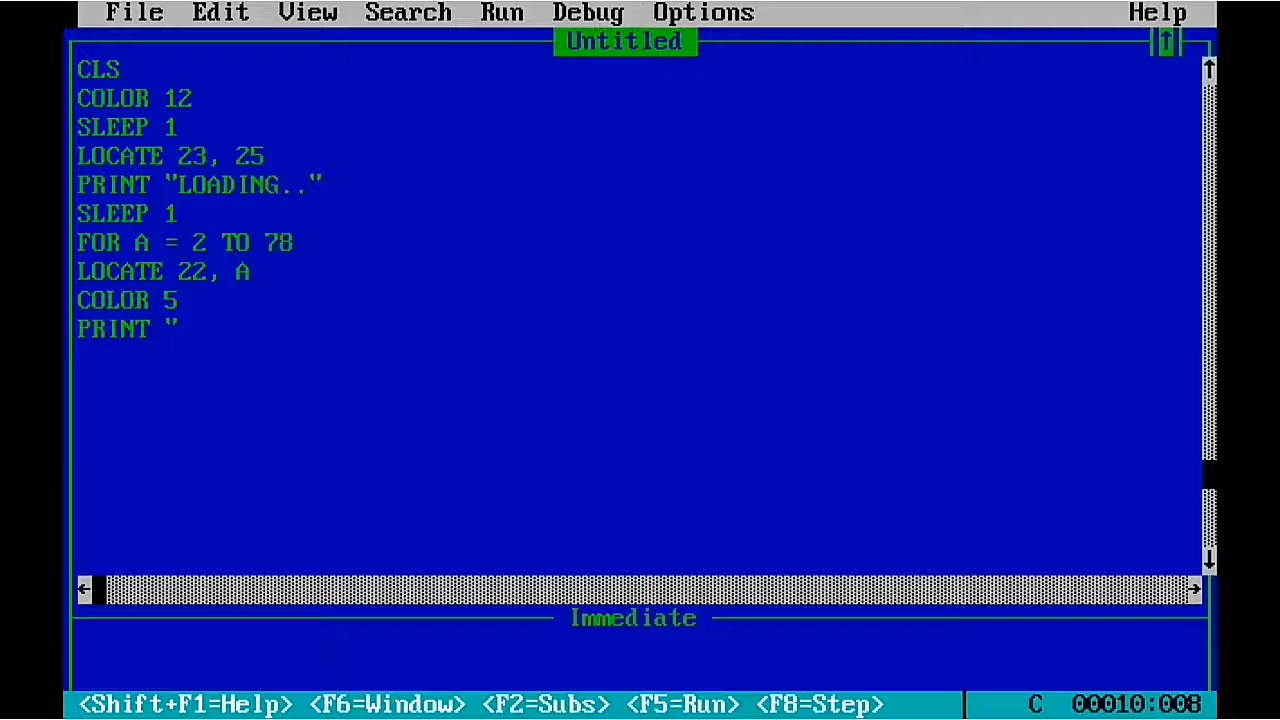 File Edit View Search Run Debug Options Help
Untitled
CLS
COLOR 12
SLEEP 1
LOCATE 23, 25
PRINT "LOADING.."
SLEEP 1
FOR A = 2 TO 78
LOCATE 22, A
COLOR 5
PRINT "
Immediate
<Shift+F1=Help> <F6=Window> <F2=Subs> <F5=Run> <F8=Step> C 00010:008